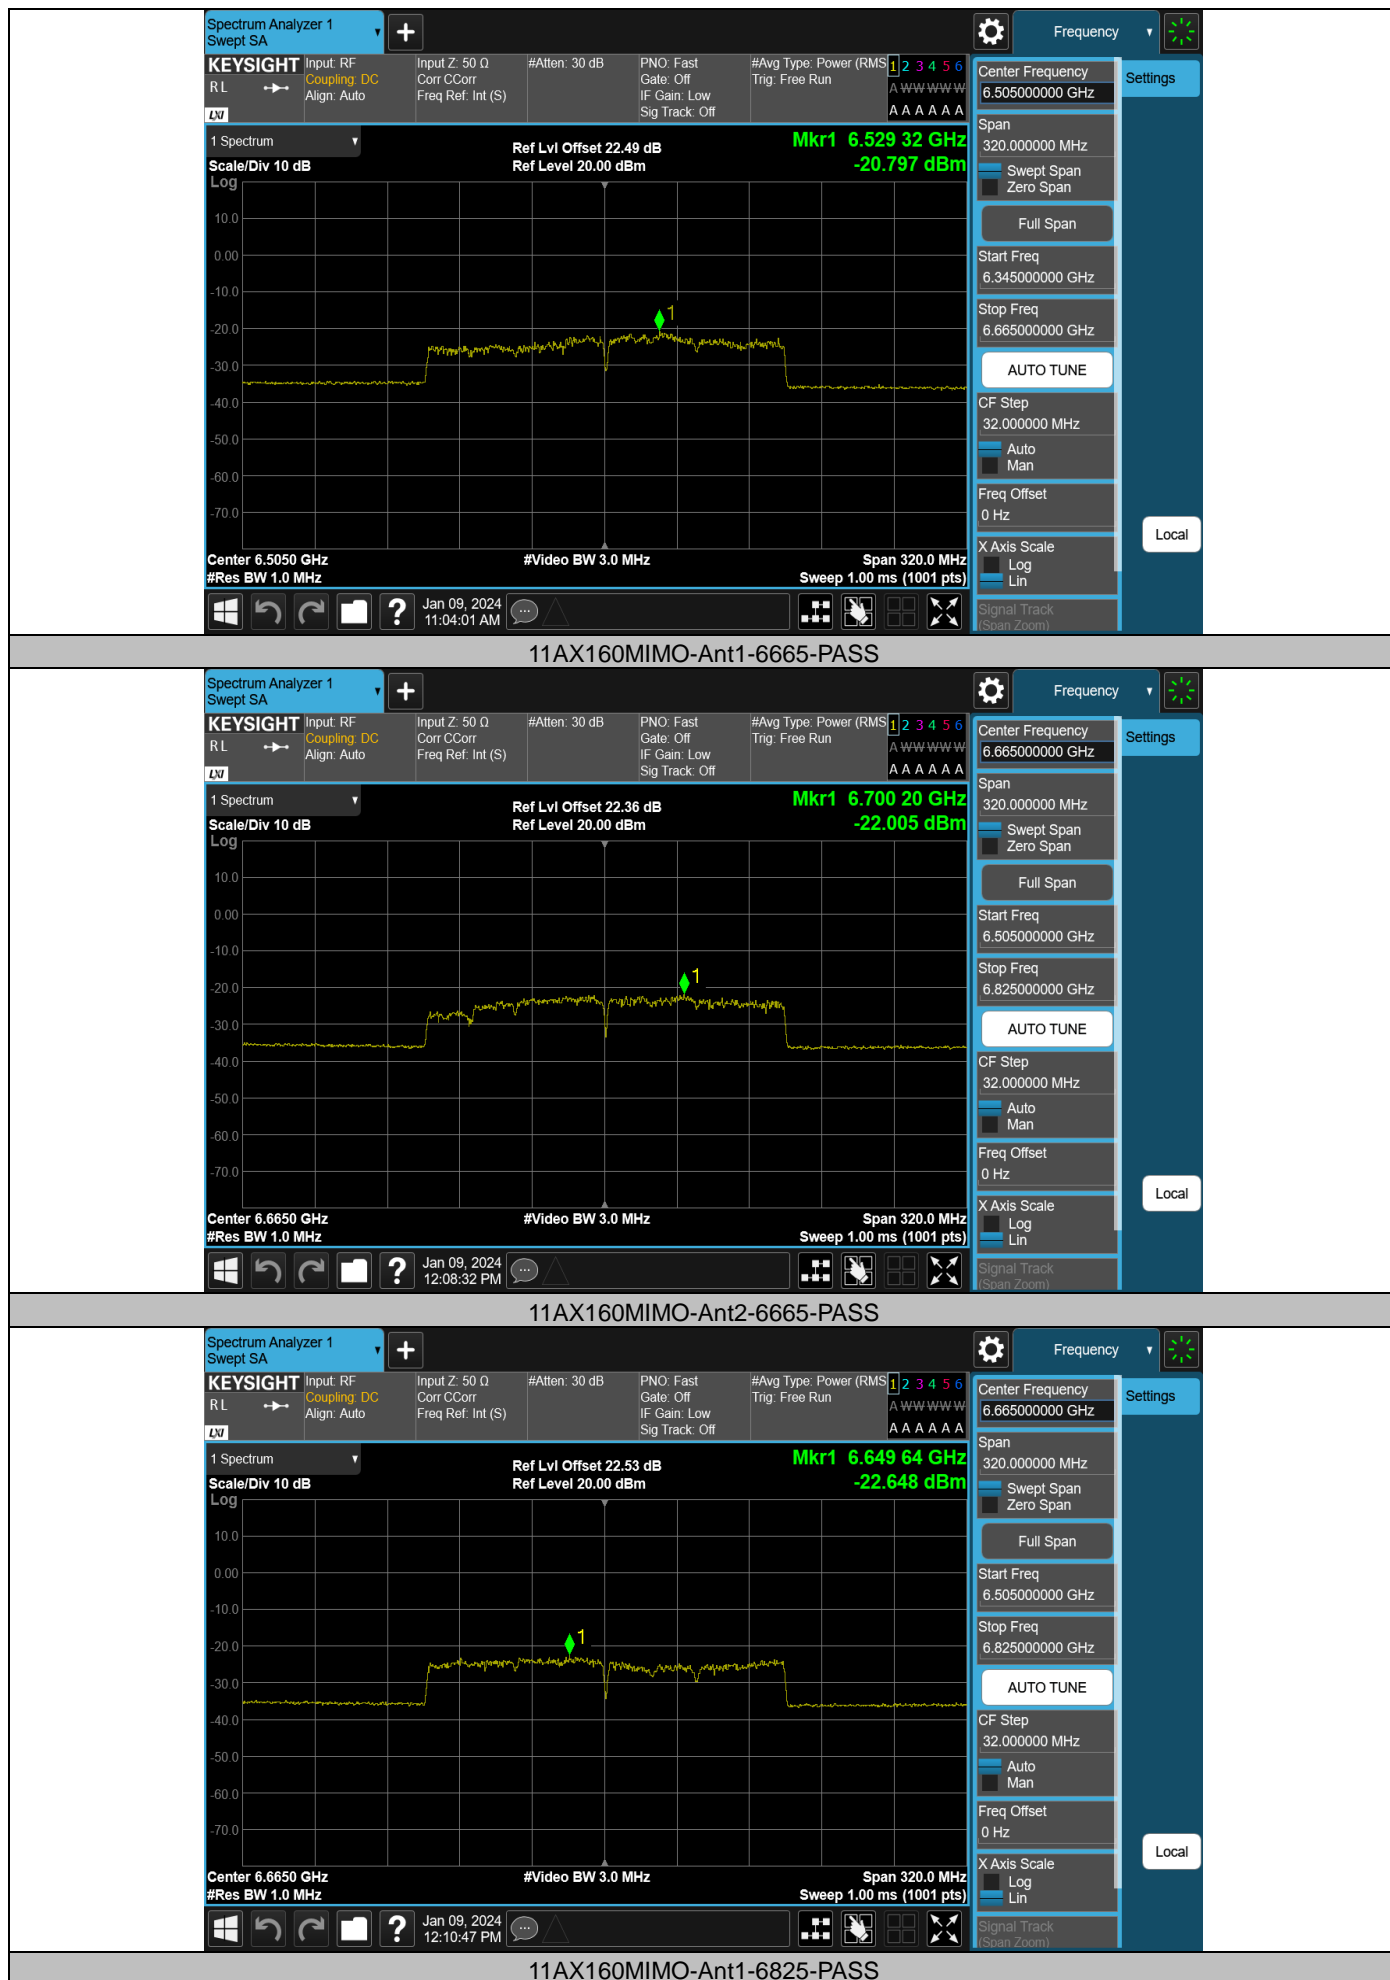 Spectrum Analyzer 1
Swept SA
Frequency
KEYSIGHT
RL
LXI
Input: RF
Coupling: DC
Align: Auto
Input Z: 50 Ω
Corr CCorr
Freq Ref: Int (S)
#Atten: 30 dB
PNO: Fast
Gate: Off
IF Gain: Low
Sig Track: Off
#Avg Type: Power (RMS
Trig: Free Run
1 2 3 4 5 6
A W W W W W
A A A A A A
Center Frequency
6.505000000 GHz
Settings
1 Spectrum
Scale/Div 10 dB
Ref Lvl Offset 22.49 dB
Ref Level 20.00 dBm
Mkr1 6.529 32 GHz
-20.797 dBm
Log
10.0
0.00
-10.0
-20.0
-30.0
-40.0
-50.0
-60.0
-70.0
1
Span
320.000000 MHz
Swept Span
Zero Span
Full Span
Start Freq
6.345000000 GHz
Stop Freq
6.665000000 GHz
AUTO TUNE
CF Step
32.000000 MHz
Auto
Man
Freq Offset
0 Hz
X Axis Scale
Log
Lin
Signal Track
(Span Zoom)
Local
Center 6.5050 GHz
#Res BW 1.0 MHz
#Video BW 3.0 MHz
Span 320.0 MHz
Sweep 1.00 ms (1001 pts)
Jan 09, 2024
11:04:01 AM
11AX160MIMO-Ant1-6665-PASS
Spectrum Analyzer 1
Swept SA
Frequency
KEYSIGHT
RL
LXI
Input: RF
Coupling: DC
Align: Auto
Input Z: 50 Ω
Corr CCorr
Freq Ref: Int (S)
#Atten: 30 dB
PNO: Fast
Gate: Off
IF Gain: Low
Sig Track: Off
#Avg Type: Power (RMS
Trig: Free Run
1 2 3 4 5 6
A W W W W W
A A A A A A
Center Frequency
6.665000000 GHz
Settings
1 Spectrum
Scale/Div 10 dB
Ref Lvl Offset 22.36 dB
Ref Level 20.00 dBm
Mkr1 6.700 20 GHz
-22.005 dBm
Log
10.0
0.00
-10.0
-20.0
-30.0
-40.0
-50.0
-60.0
-70.0
1
Span
320.000000 MHz
Swept Span
Zero Span
Full Span
Start Freq
6.505000000 GHz
Stop Freq
6.825000000 GHz
AUTO TUNE
CF Step
32.000000 MHz
Auto
Man
Freq Offset
0 Hz
X Axis Scale
Log
Lin
Signal Track
(Span Zoom)
Local
Center 6.6650 GHz
#Res BW 1.0 MHz
#Video BW 3.0 MHz
Span 320.0 MHz
Sweep 1.00 ms (1001 pts)
Jan 09, 2024
12:08:32 PM
11AX160MIMO-Ant2-6665-PASS
Spectrum Analyzer 1
Swept SA
Frequency
KEYSIGHT
RL
LXI
Input: RF
Coupling: DC
Align: Auto
Input Z: 50 Ω
Corr CCorr
Freq Ref: Int (S)
#Atten: 30 dB
PNO: Fast
Gate: Off
IF Gain: Low
Sig Track: Off
#Avg Type: Power (RMS
Trig: Free Run
1 2 3 4 5 6
A W W W W W
A A A A A A
Center Frequency
6.665000000 GHz
Settings
1 Spectrum
Scale/Div 10 dB
Ref Lvl Offset 22.53 dB
Ref Level 20.00 dBm
Mkr1 6.649 64 GHz
-22.648 dBm
Log
10.0
0.00
-10.0
-20.0
-30.0
-40.0
-50.0
-60.0
-70.0
1
Span
320.000000 MHz
Swept Span
Zero Span
Full Span
Start Freq
6.505000000 GHz
Stop Freq
6.825000000 GHz
AUTO TUNE
CF Step
32.000000 MHz
Auto
Man
Freq Offset
0 Hz
X Axis Scale
Log
Lin
Signal Track
(Span Zoom)
Local
Center 6.6650 GHz
#Res BW 1.0 MHz
#Video BW 3.0 MHz
Span 320.0 MHz
Sweep 1.00 ms (1001 pts)
Jan 09, 2024
12:10:47 PM
11AX160MIMO-Ant1-6825-PASS